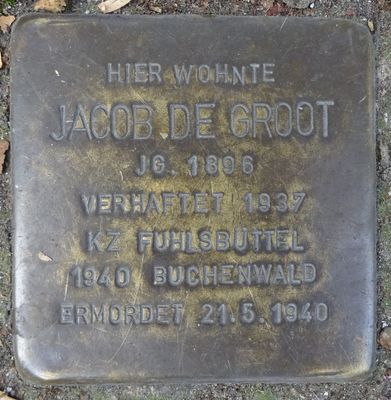 HIER WOHNTE
JACOB DE GROOT
JG. 1896
VERHAFTET 1937
KZ FUHLSBÜTTEL
1940 BUCHENWALD
ERMORDET 21.5.1940